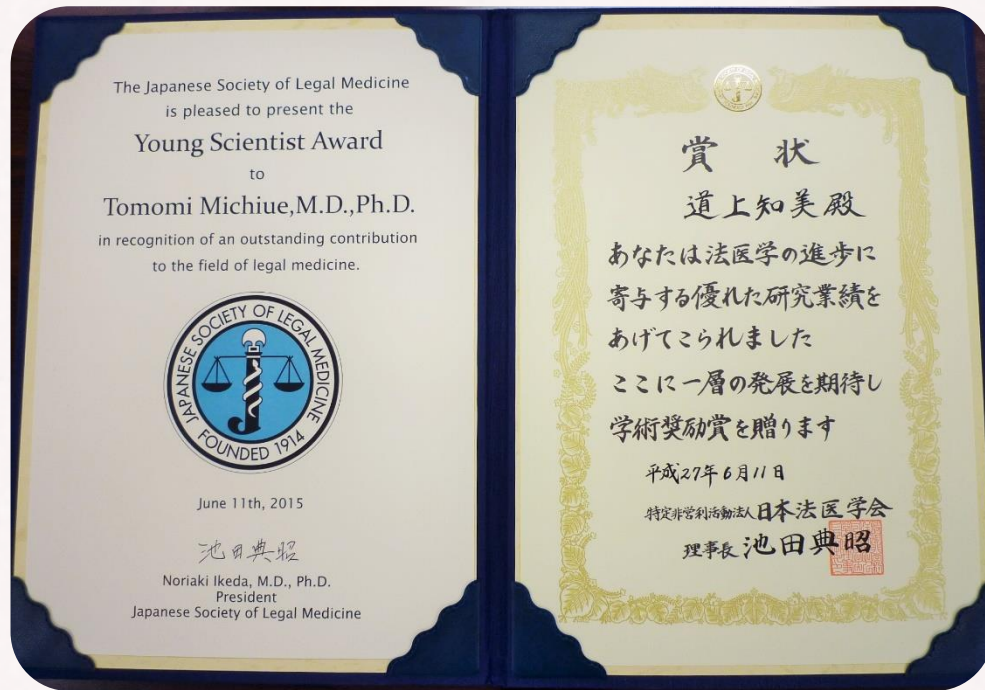 The Japanese Society of Legal Medicine
is pleased to present the
Young Scientist Award
to
Tomomi Michiue,M.D.,Ph.D.
in recognition of an outstanding contribution
to the field of legal medicine.
JAPANESE SOCIETY OF LEGAL MEDICINE
FOUNDED 1914
June 11th, 2015
池田典昭
Noriaki Ikeda, M.D., Ph.D.
President
Japanese Society of Legal Medicine
賞 状
道上知美殿
あなたは法医学の進歩に
寄与する優れた研究業績を
あげてこられました
ここに一層の発展を期待し
学術奨励賞を贈ります
平成27年6月11日
特定非営利活動法人日本法医学会
理事長 池田典昭